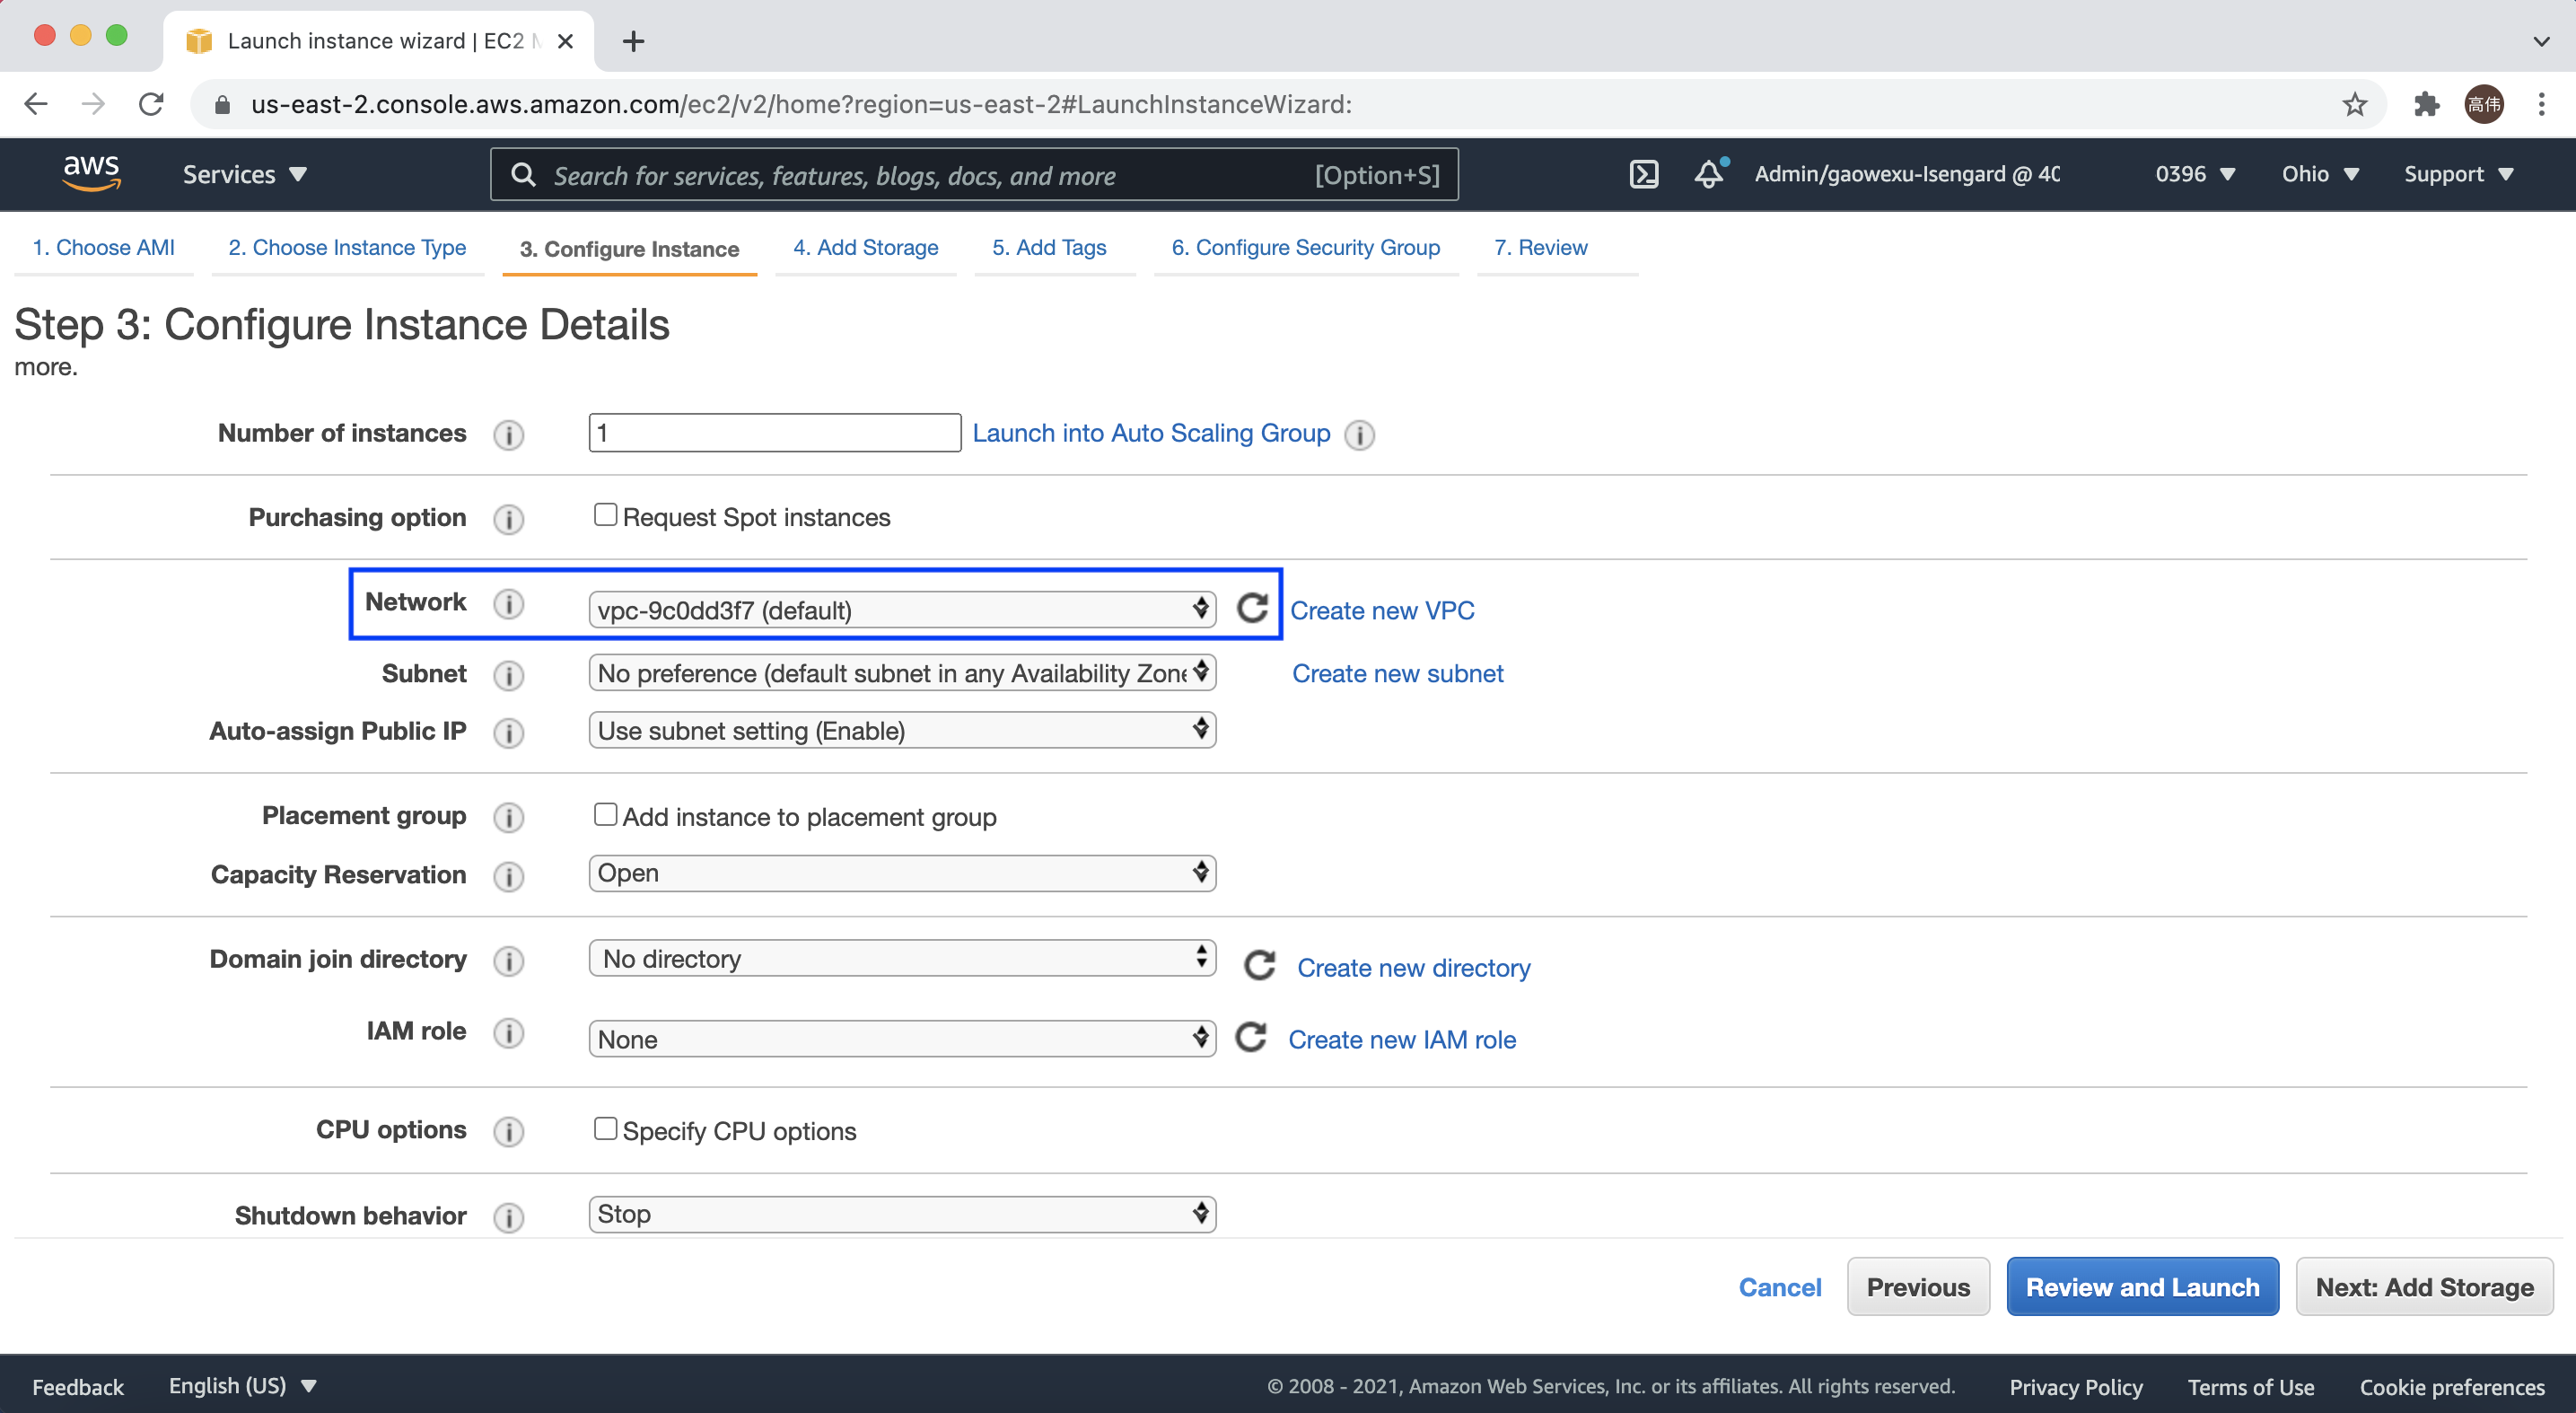 Launch instance wizard | EC2 M
us-east-2.console.aws.amazon.com/ec2/v2/home?region=us-east-2#LaunchInstanceWizard:
高伟
aws
Services
Search for services, features, blogs, docs, and more
[Option+S]
Admin/gaowexu-Isengard @ 40
0396
Ohio
Support
1. Choose AMI
2. Choose Instance Type
3. Configure Instance
4. Add Storage
5. Add Tags
6. Configure Security Group
7. Review
Step 3: Configure Instance Details
more.
Number of instances
1
Launch into Auto Scaling Group
Purchasing option
Request Spot instances
Network
vpc-9c0dd3f7 (default)
Create new VPC
Subnet
No preference (default subnet in any Availability Zone
Create new subnet
Auto-assign Public IP
Use subnet setting (Enable)
Placement group
Add instance to placement group
Capacity Reservation
Open
Domain join directory
No directory
Create new directory
IAM role
None
Create new IAM role
CPU options
Specify CPU options
Shutdown behavior
Stop
Cancel
Previous
Review and Launch
Next: Add Storage
Feedback
English (US)
© 2008 - 2021, Amazon Web Services, Inc. or its affiliates. All rights reserved.
Privacy Policy
Terms of Use
Cookie preferences